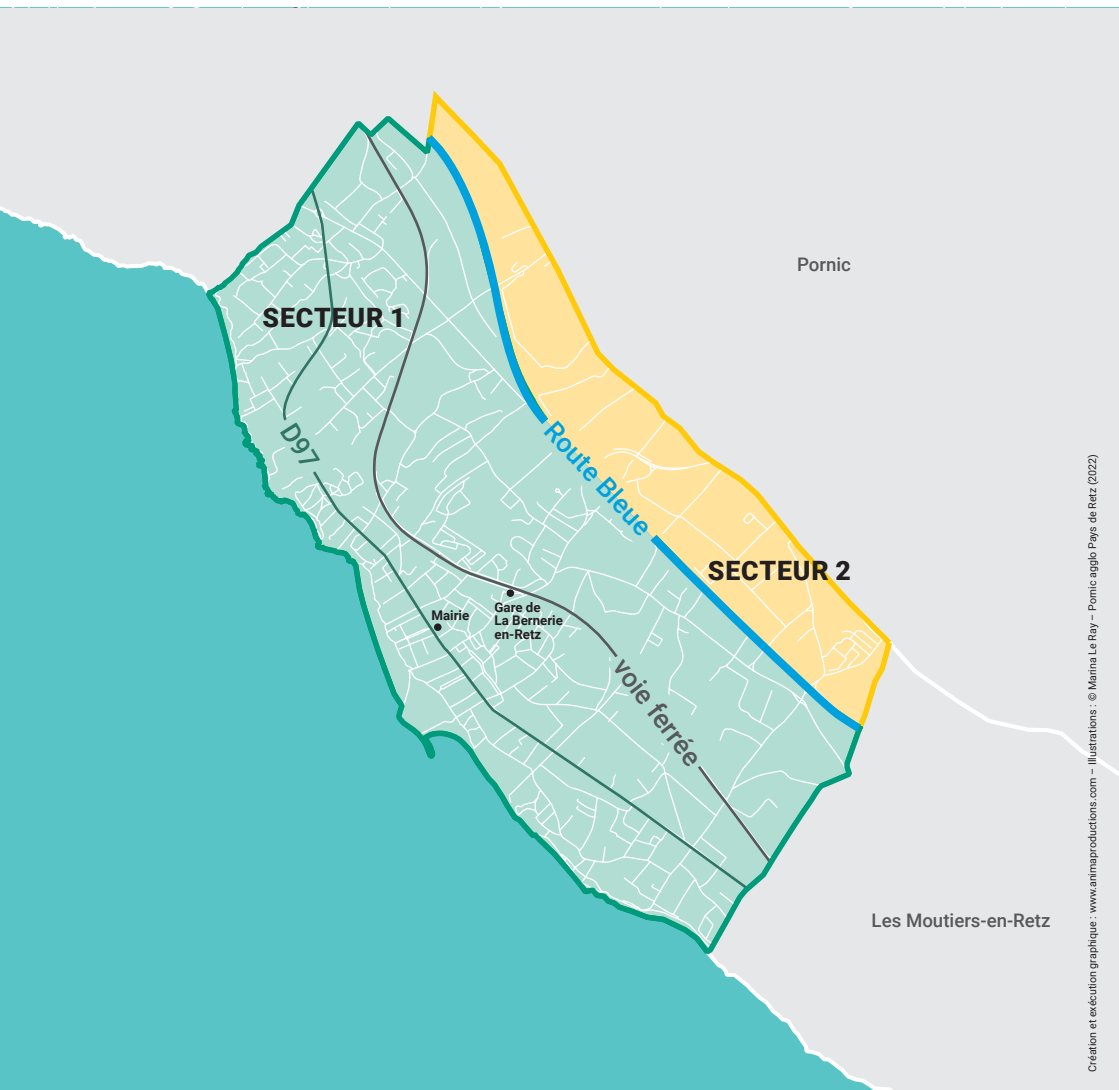 Pornic
SECTEUR 1
D97
Route Bleue
SECTEUR 2
Mairie
Gare de
La Bernerie
en-Retz
voie ferrée
Les Moutiers-en-Retz
Création et exécution graphique : www.animaproductions.com – Illustrations : © Marina Le Ray – Pornic agglo Pays de Retz (2022)